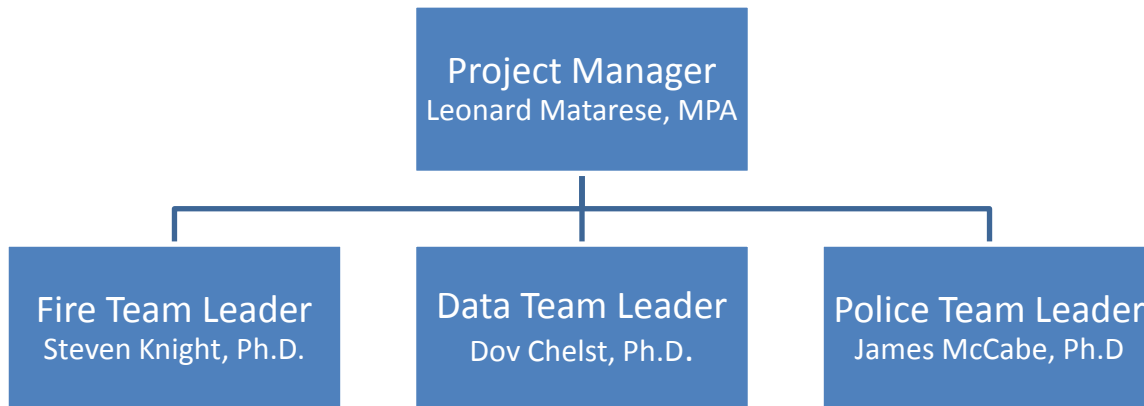 Project Manager
Leonard Matarese, MPA
Fire Team Leader
Steven Knight, Ph.D.
Data Team Leader
Dov Chelst, Ph.D.
Police Team Leader
James McCabe, Ph.D